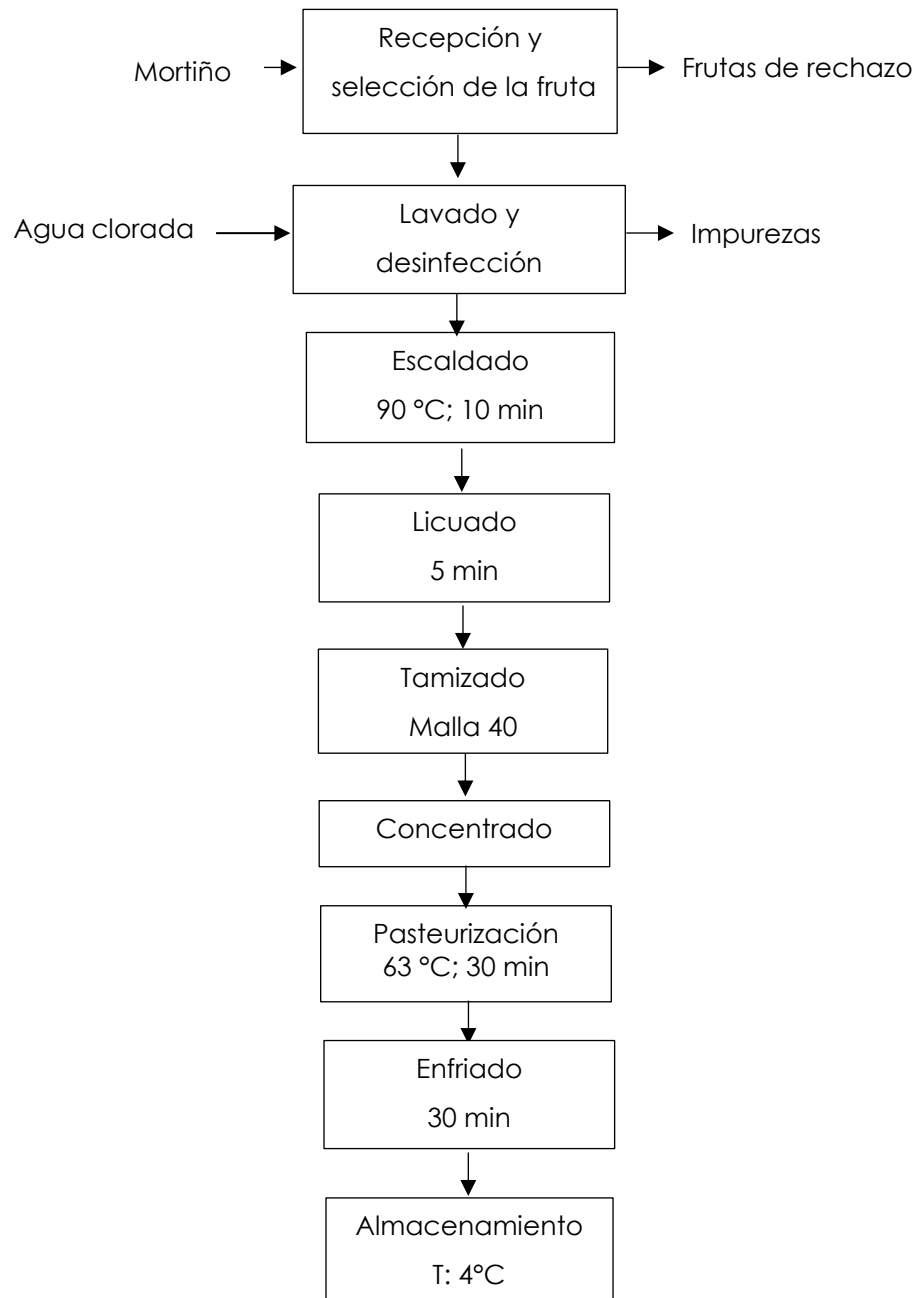 Recepción y
selección de la fruta
Mortiño
Frutas de rechazo
Lavado y
desinfección
Agua clorada
Impurezas
Escaldado
90 °C; 10 min
Licuado
5 min
Tamizado
Malla 40
Concentrado
Pasteurización
63 °C; 30 min
Enfriado
30 min
Almacenamiento
T: 4°C